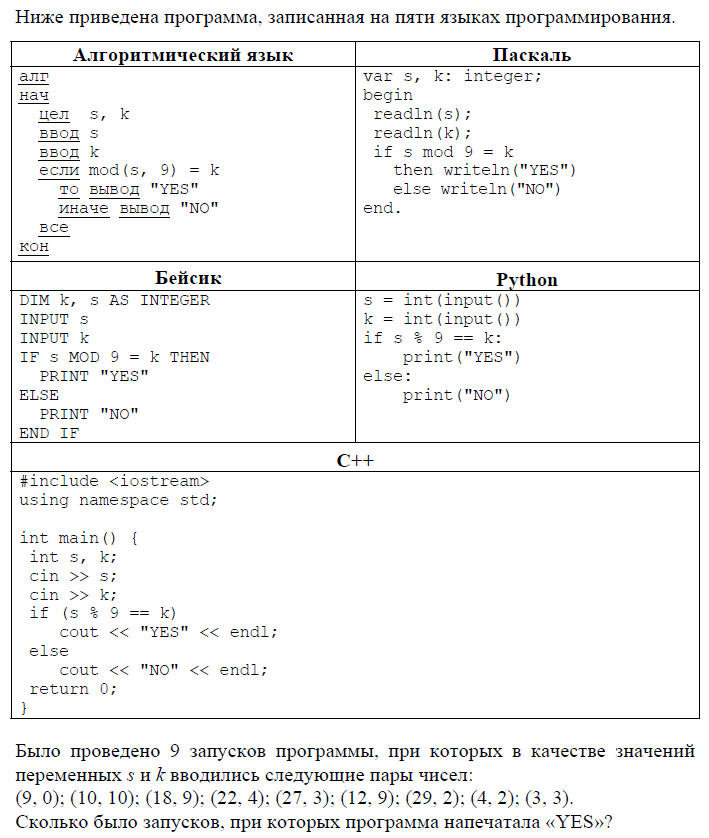 Ниже приведена программа, записанная на пяти языках программирования.
Алгоритмический язык
алг
нач
цел s, k
ввод s
ввод k
если mod(s, 9) = k
то вывод "YES"
иначе вывод "NO"
все
кон
Паскаль
var s, k: integer;
begin
readln(s);
readln(k);
if s mod 9 = k
then writeln("YES")
else writeln("NO")
end.
Бейсик
DIM k, s AS INTEGER
INPUT s
INPUT k
IF s MOD 9 = k THEN
PRINT "YES"
ELSE
PRINT "NO"
END IF
Python
s = int(input())
k = int(input())
if s % 9 == k:
print("YES")
else:
print("NO")
C++
#include <iostream>
using namespace std;
int main() {
int s, k;
cin >> s;
cin >> k;
if (s % 9 == k)
cout << "YES" << endl;
else
cout << "NO" << endl;
return 0;
}
Было проведено 9 запусков программы, при которых в качестве значений
переменных s и k вводились следующие пары чисел:
(9, 0); (10, 10); (18, 9); (22, 4); (27, 3); (12, 9); (29, 2); (4, 2); (3, 3).
Сколько было запусков, при которых программа напечатала «YES»?